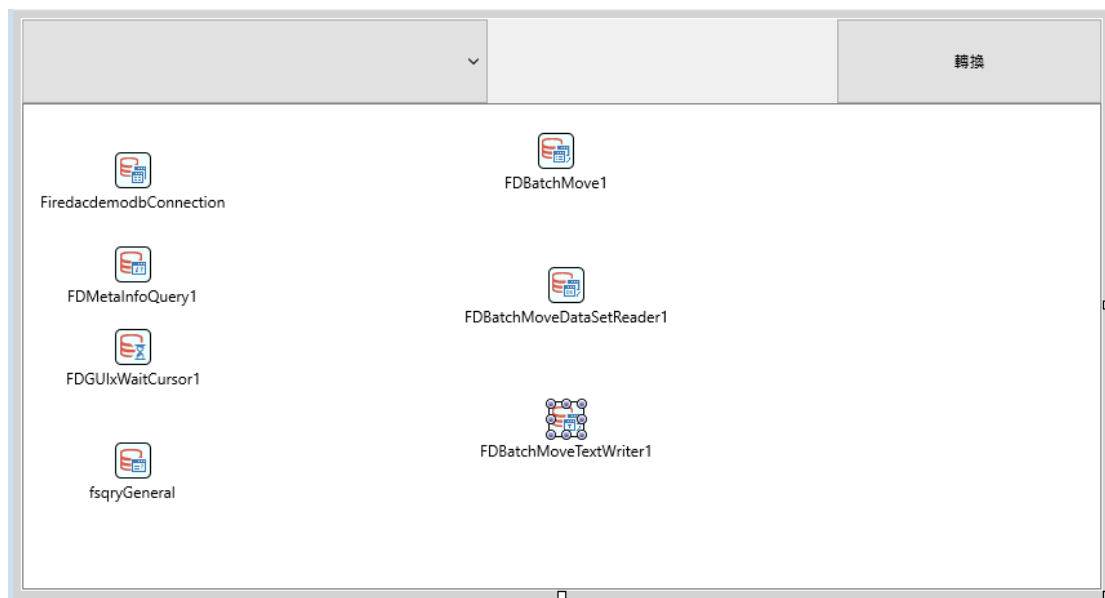 轉換
FiredacdemodbConnection
FDBatchMove1
FDMetaInfoQuery1
FDBatchMoveDataSetReader1
FDGUIxWaitCursor1
FDBatchMoveTextWriter1
fsqryGeneral